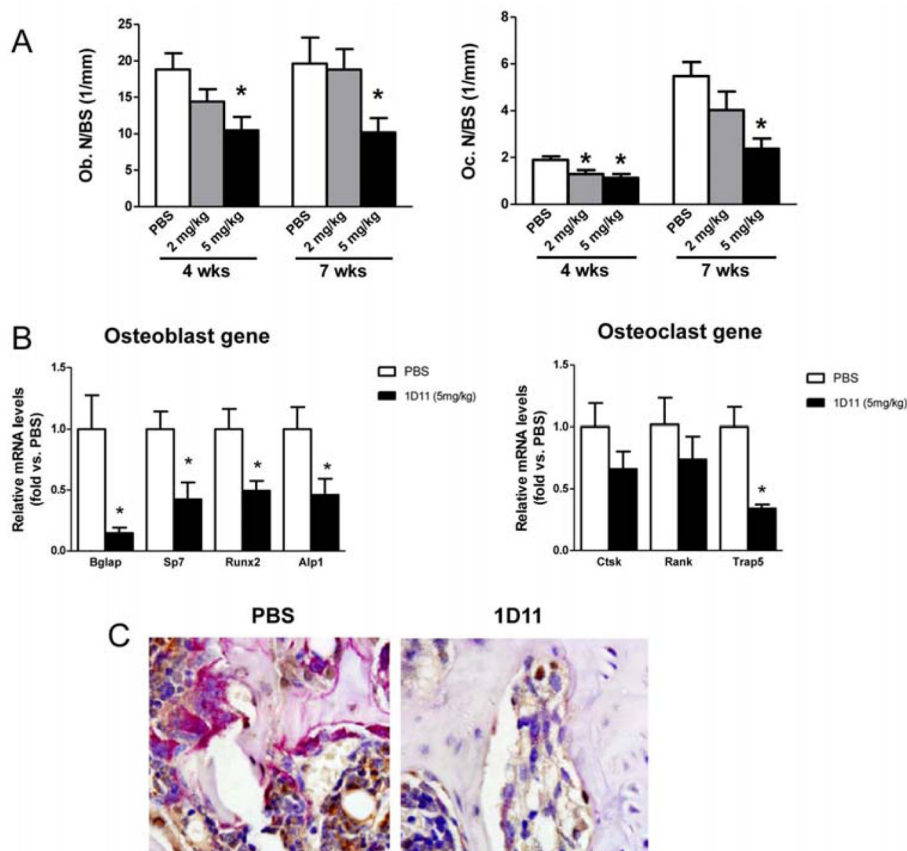 A
Ob. N/BS (1/mm)
25
20
15
10
5
0
*
*
PBS
2 mg/kg
5 mg/kg
PBS
2 mg/kg
5 mg/kg
4 wks
7 wks
Oc. N/BS (1/mm)
8
6
4
2
0
*
*
*
PBS
2 mg/kg
5 mg/kg
PBS
2 mg/kg
5 mg/kg
4 wks
7 wks
B
Osteoblast gene
Relative mRNA levels
(fold vs. PBS)
1.5
1.0
0.5
0.0
*
*
*
*
Bglap
Sp7
Runx2
Alp1
PBS
1D11 (5mg/kg)
Osteoclast gene
Relative mRNA levels
(fold vs. PBS)
1.5
1.0
0.5
0.0
*
Ctsk
Rank
Trap5
PBS
1D11 (5mg/kg)
C
PBS
1D11